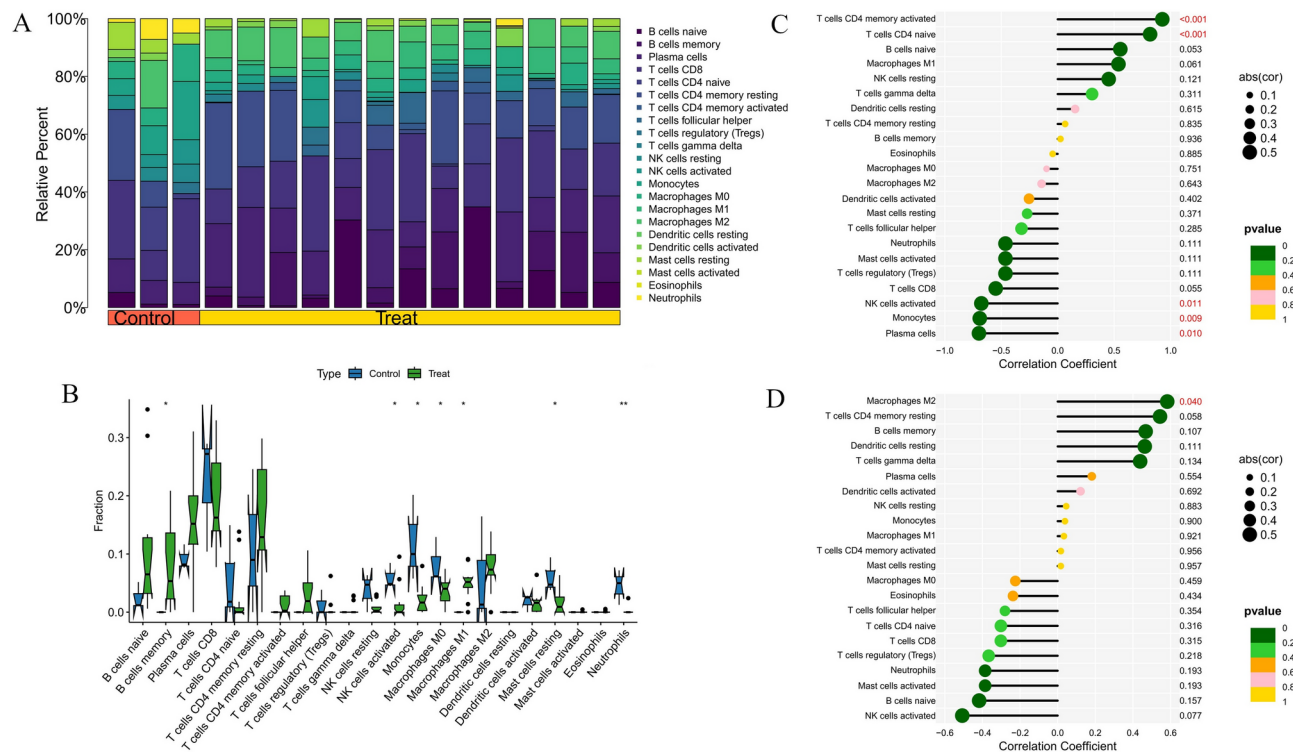 A
Relative Percent
100%
80%
60%
40%
20%
0%
Control
Treat
B cells naive
B cells memory
Plasma cells
T cells CD8
T cells CD4 naive
T cells CD4 memory resting
T cells CD4 memory activated
T cells follicular helper
T cells regulatory (Tregs)
T cells gamma delta
NK cells resting
NK cells activated
Monocytes
Macrophages M0
Macrophages M1
Macrophages M2
Dendritic cells resting
Dendritic cells activated
Mast cells resting
Mast cells activated
Eosinophils
Neutrophils
B
Type Control Treat
* * * * * * **
Fraction
0.3
0.2
0.1
0.0
B cells naive
B cells memory
Plasma cells
T cells CD8
T cells CD4 naive
T cells CD4 memory resting
T cells CD4 memory activated
T cells follicular helper
T cells regulatory (Tregs)
T cells gamma delta
NK cells resting
NK cells activated
Monocytes
Macrophages M0
Macrophages M1
Macrophages M2
Dendritic cells resting
Dendritic cells activated
Mast cells resting
Mast cells activated
Eosinophils
Neutrophils
C
T cells CD4 memory activated <0.001
T cells CD4 naive <0.001
B cells naive 0.053
Macrophages M1 0.061
NK cells resting 0.121
T cells gamma delta 0.311
Dendritic cells resting 0.615
T cells CD4 memory resting 0.835
B cells memory 0.936
Eosinophils 0.885
Macrophages M0 0.751
Macrophages M2 0.643
Dendritic cells activated 0.402
Mast cells resting 0.371
T cells follicular helper 0.285
Neutrophils 0.111
Mast cells activated 0.111
T cells regulatory (Tregs) 0.111
T cells CD8 0.055
NK cells activated 0.011
Monocytes 0.009
Plasma cells 0.010
−1.0 −0.5 0.0 0.5 1.0
Correlation Coefficient
abs(cor)
0.1
0.2
0.3
0.4
0.5
pvalue
0
0.2
0.4
0.6
0.8
1
D
Macrophages M2 0.040
T cells CD4 memory resting 0.058
B cells memory 0.107
Dendritic cells resting 0.111
T cells gamma delta 0.134
Plasma cells 0.554
Dendritic cells activated 0.692
NK cells resting 0.883
Monocytes 0.900
Macrophages M1 0.921
T cells CD4 memory activated 0.956
Mast cells resting 0.957
Macrophages M0 0.459
Eosinophils 0.434
T cells follicular helper 0.354
T cells CD4 naive 0.316
T cells CD8 0.315
T cells regulatory (Tregs) 0.218
Neutrophils 0.193
Mast cells activated 0.193
B cells naive 0.157
NK cells activated 0.077
−0.6 −0.4 −0.2 0.0 0.2 0.4 0.6
Correlation Coefficient
abs(cor)
0.1
0.2
0.3
0.4
0.5
pvalue
0
0.2
0.4
0.6
0.8
1